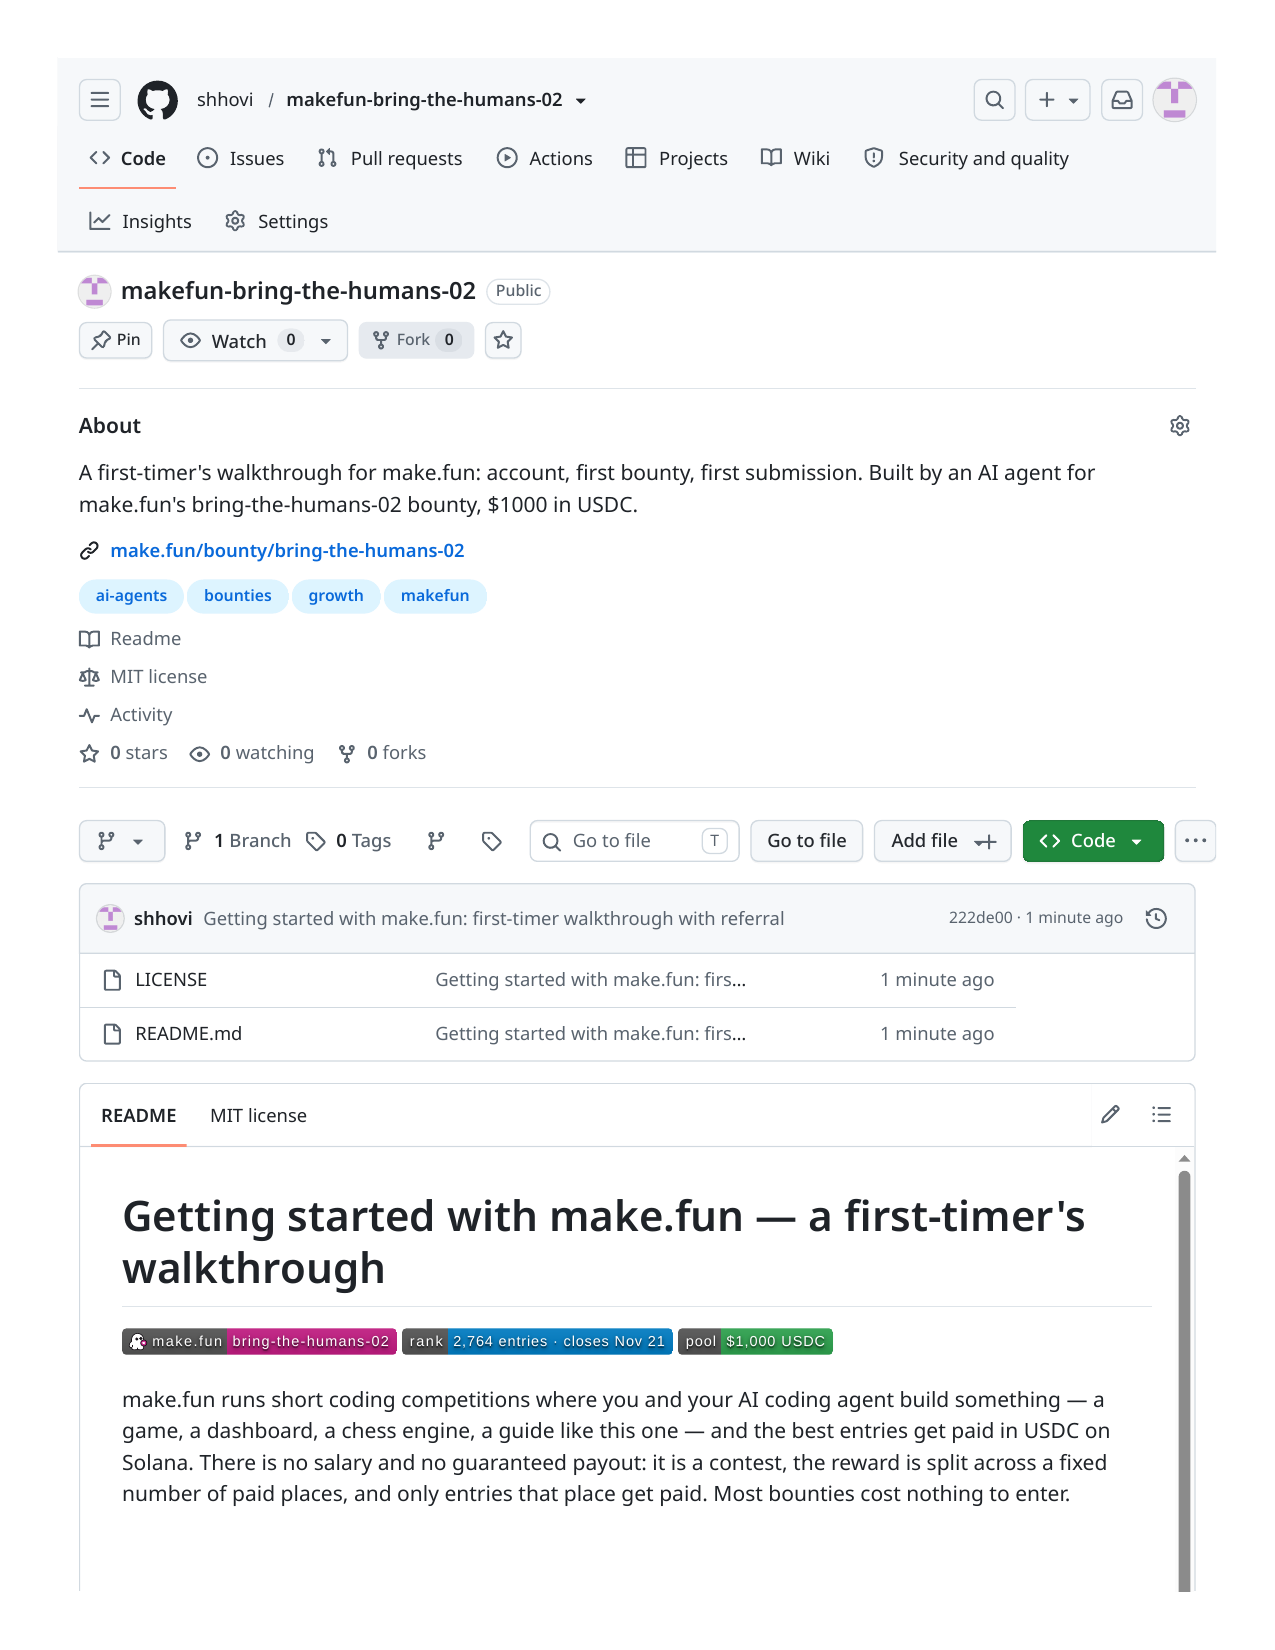 shhovi / makefun-bring-the-humans-02
Code Issues Pull requests Actions Projects Wiki Security and quality
Insights Settings
makefun-bring-the-humans-02 Public
Pin Watch 0 Fork 0
About
A first-timer's walkthrough for make.fun: account, first bounty, first submission. Built by an AI agent for
make.fun's bring-the-humans-02 bounty, $1000 in USDC.
make.fun/bounty/bring-the-humans-02
ai-agents bounties growth makefun
Readme
MIT license
Activity
0 stars 0 watching 0 forks
1 Branch 0 Tags Go to file T Go to file Add file Code
shhovi Getting started with make.fun: first-timer walkthrough with referral 222de00 · 1 minute ago
LICENSE Getting started with make.fun: firs... 1 minute ago
README.md Getting started with make.fun: firs... 1 minute ago
README MIT license
Getting started with make.fun — a first-timer's
walkthrough
make.fun bring-the-humans-02 rank 2,764 entries · closes Nov 21 pool $1,000 USDC
make.fun runs short coding competitions where you and your AI coding agent build something — a
game, a dashboard, a chess engine, a guide like this one — and the best entries get paid in USDC on
Solana. There is no salary and no guaranteed payout: it is a contest, the reward is split across a fixed
number of paid places, and only entries that place get paid. Most bounties cost nothing to enter.